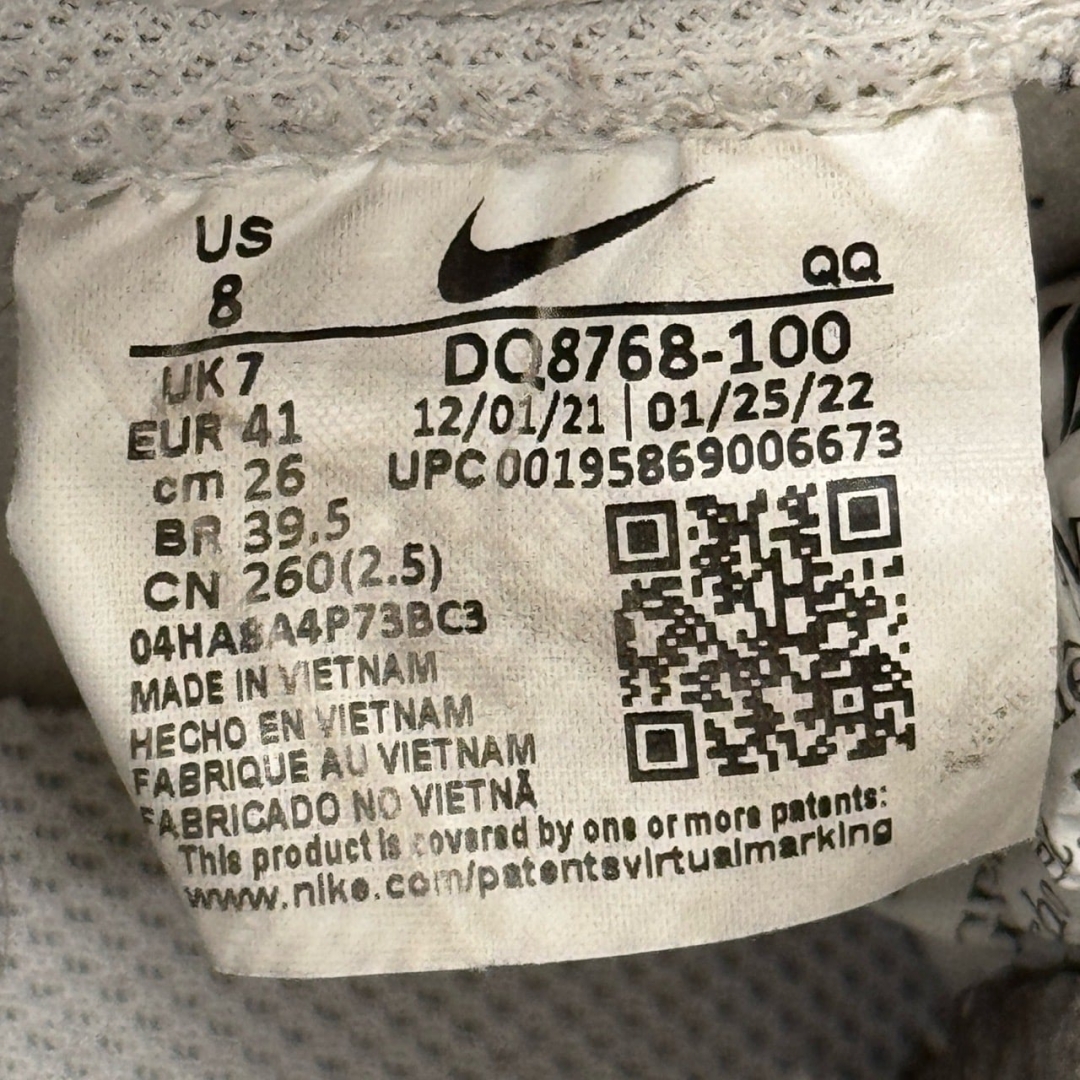 US
8
QQ
UK 7
EUR 41
cm 26
BR 39.5
CN 260(2.5)
DQ8768-100
12/01/21 | 01/25/22
UPC 00195869006673
04HA8A4P73BC3
MADE IN VIETNAM
HECHO EN VIETNAM
FABRIQUE AU VIETNAM
FABRICADO NO VIETNÃ
This product is covered by one or more patents:
www.nike.com/patentsvirtualmarking